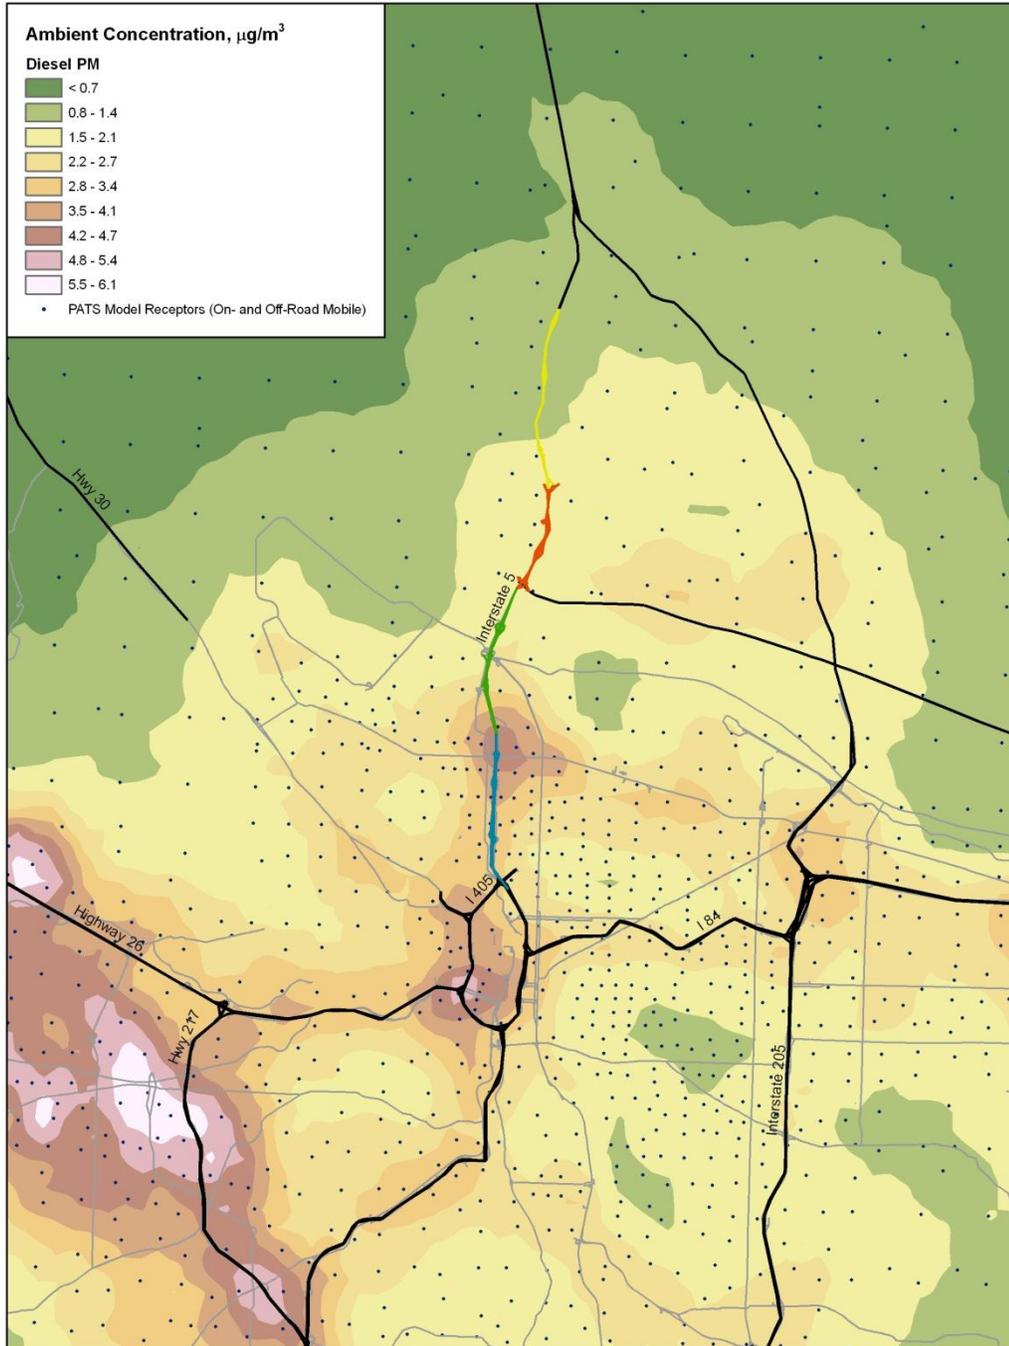 Ambient Concentration, µg/m³
Diesel PM
< 0.7
0.8 - 1.4
1.5 - 2.1
2.2 - 2.7
2.8 - 3.4
3.5 - 4.1
4.2 - 4.7
4.8 - 5.4
5.5 - 6.1
PATS Model Receptors (On- and Off-Road Mobile)
Hwy 30
Interstate 5
I 405
Highway 26
I 84
Hwy 217
Interstate 205